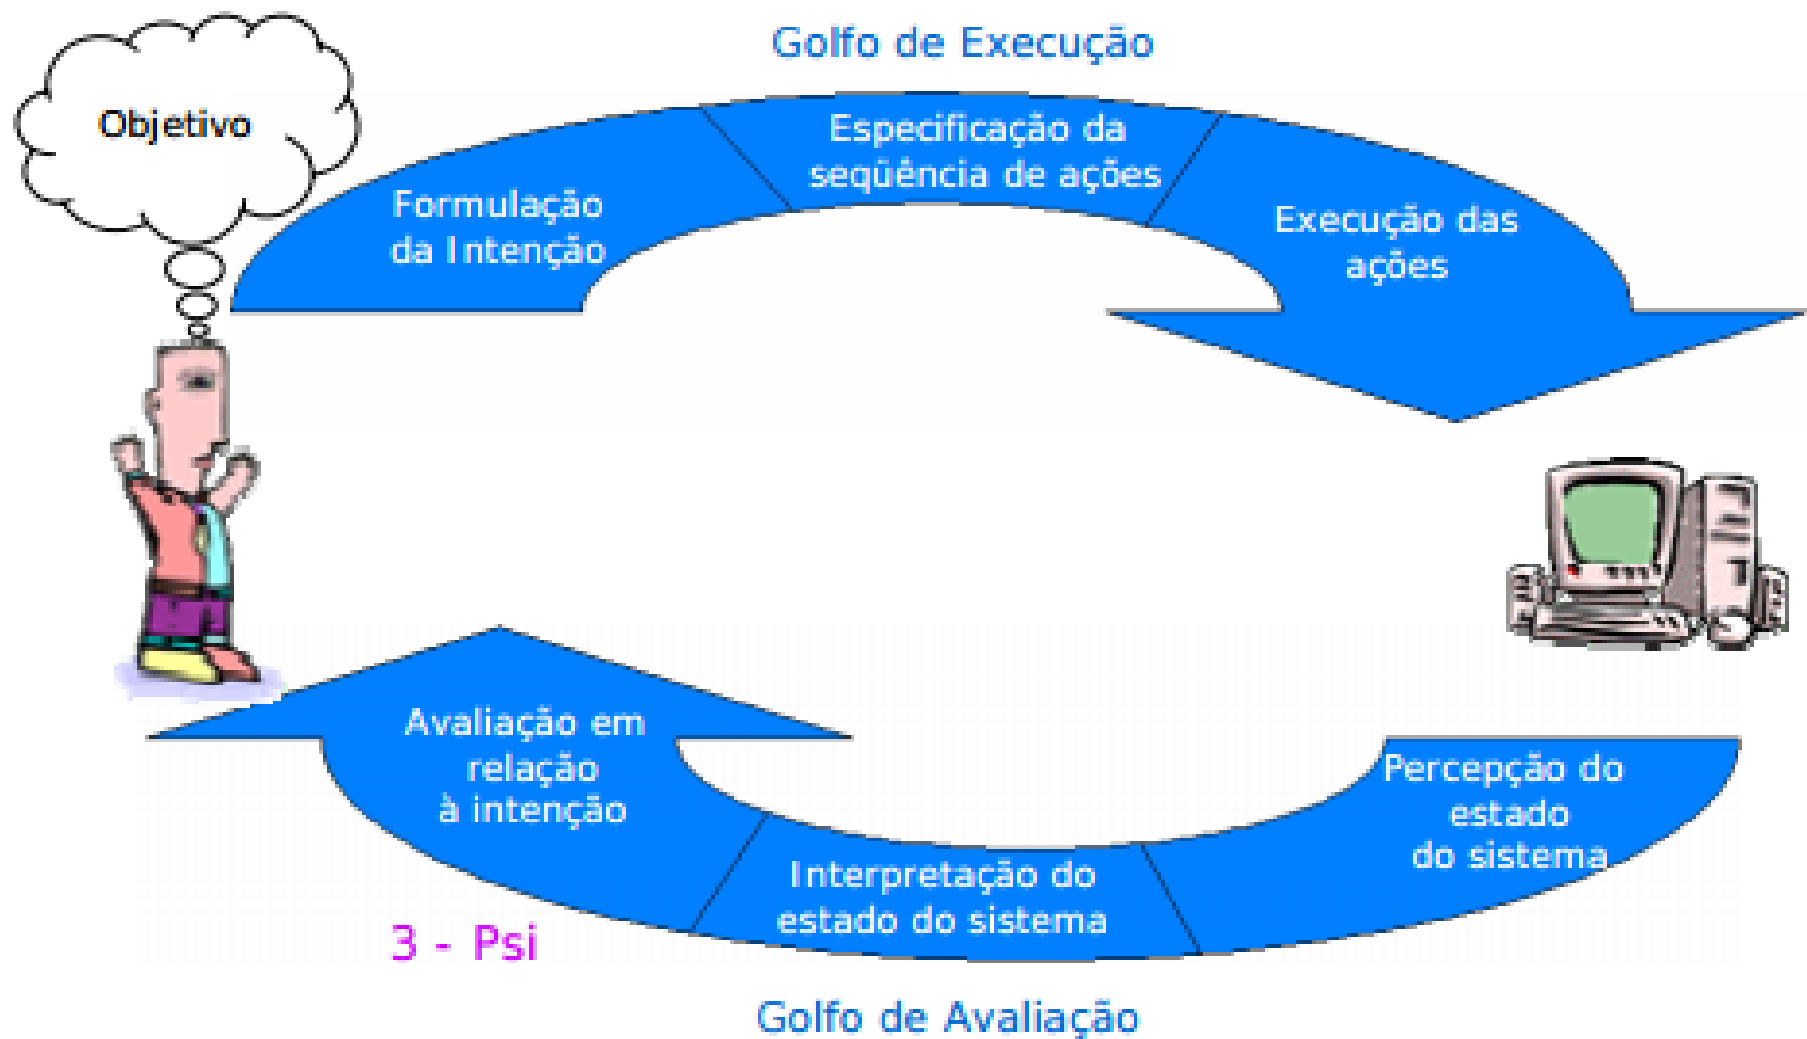 Golfo de Execução
Objetivo
Especificação da
seqüência de ações
Formulação
da Intenção
Execução das
ações
Avaliação em
relação
à intenção
Percepção do
estado
do sistema
Interpretação do
estado do sistema
3 - Psi
Golfo de Avaliação